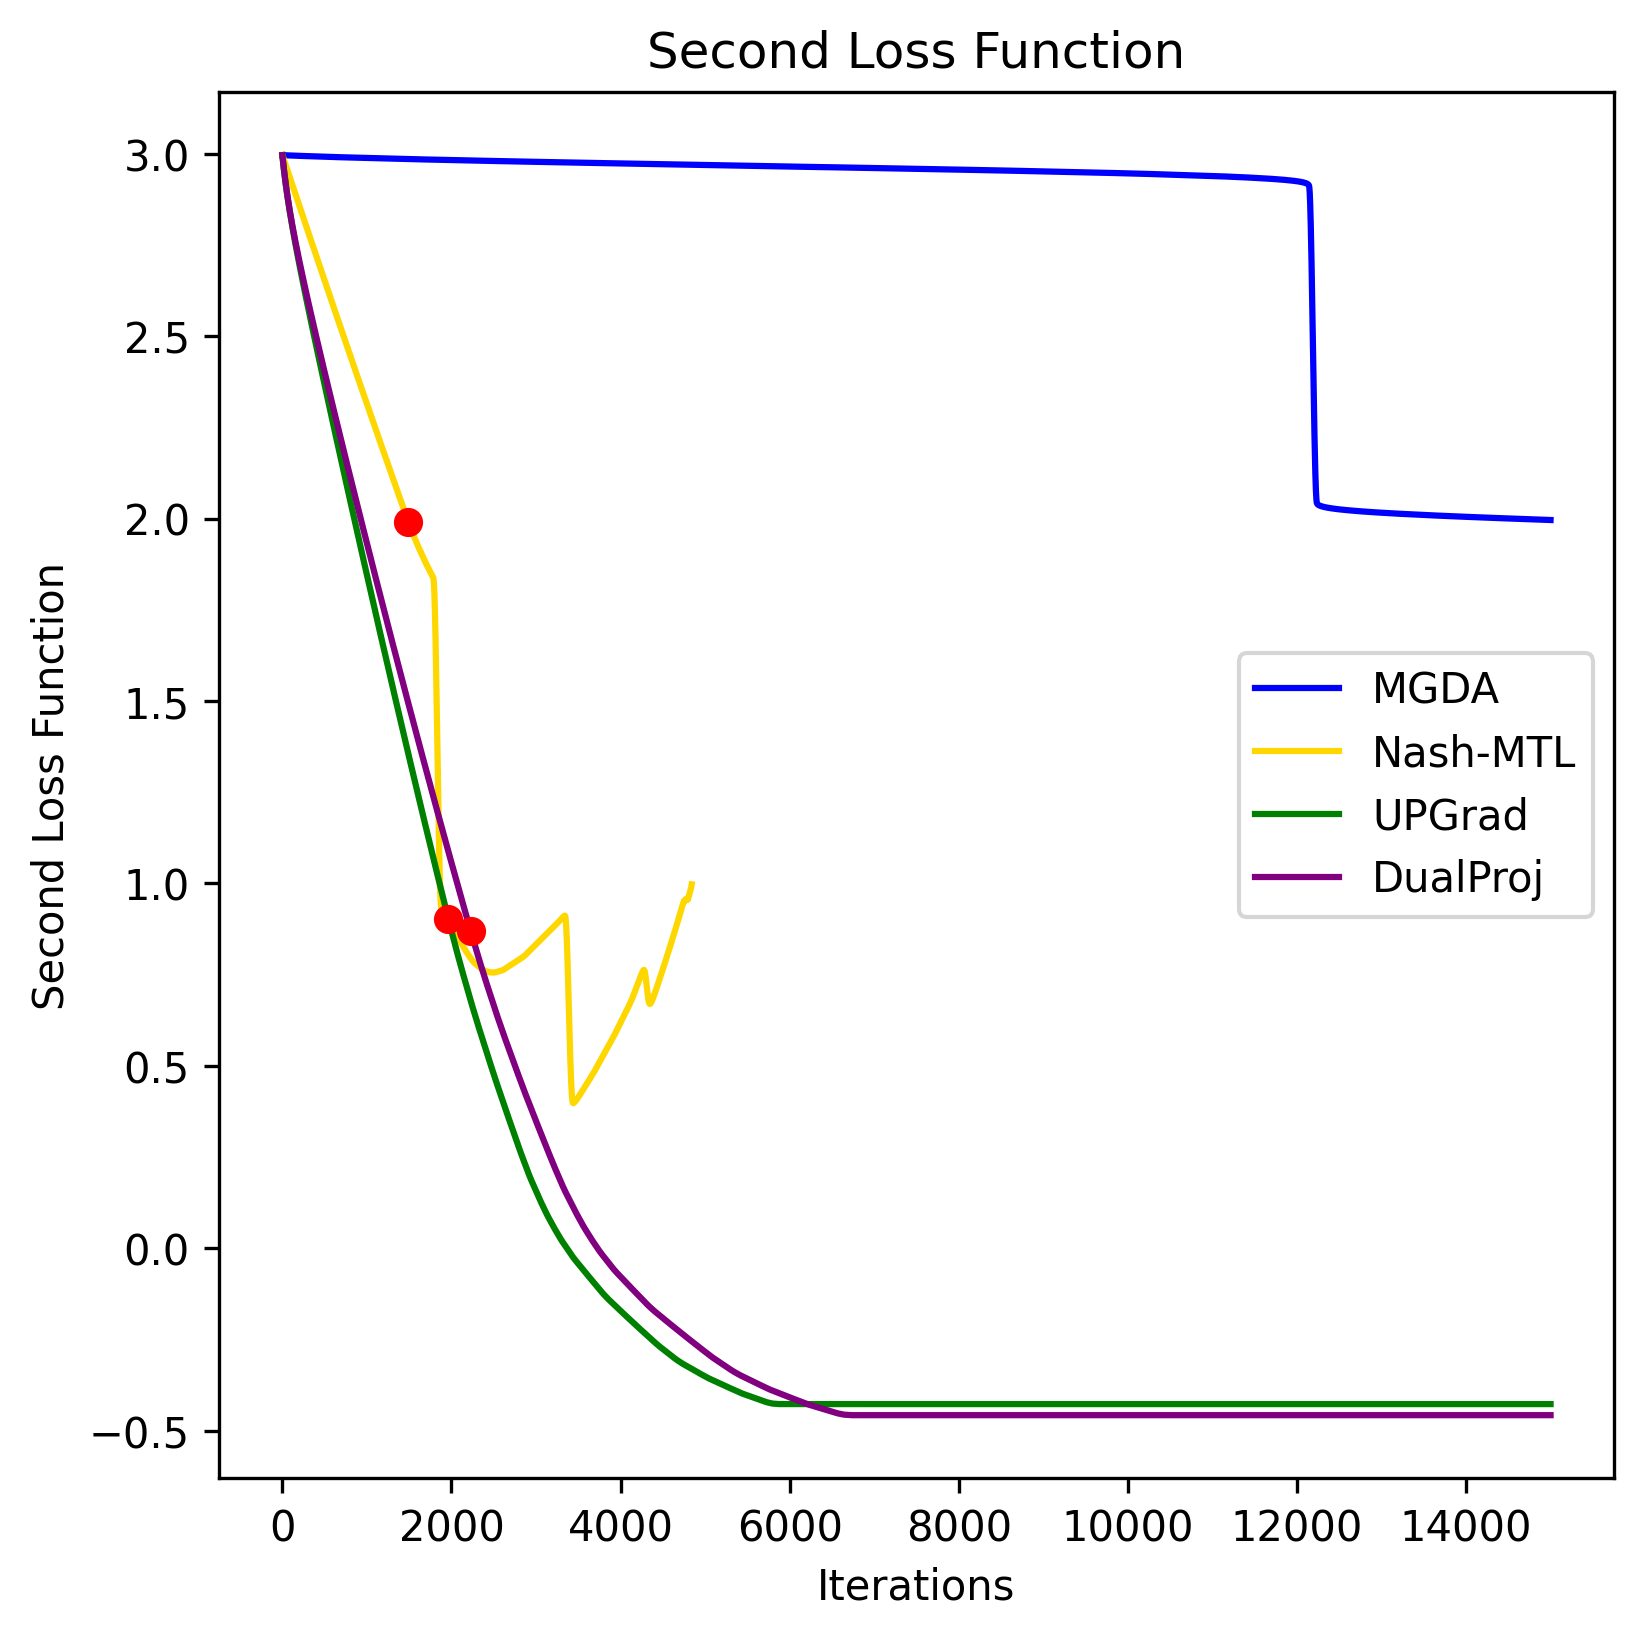 Second Loss Function
Second Loss Function
3.0
2.5
2.0
1.5
1.0
0.5
0.0
−0.5
MGDA
Nash-MTL
UPGrad
DualProj
0 2000 4000 6000 8000 10000 12000 14000
Iterations